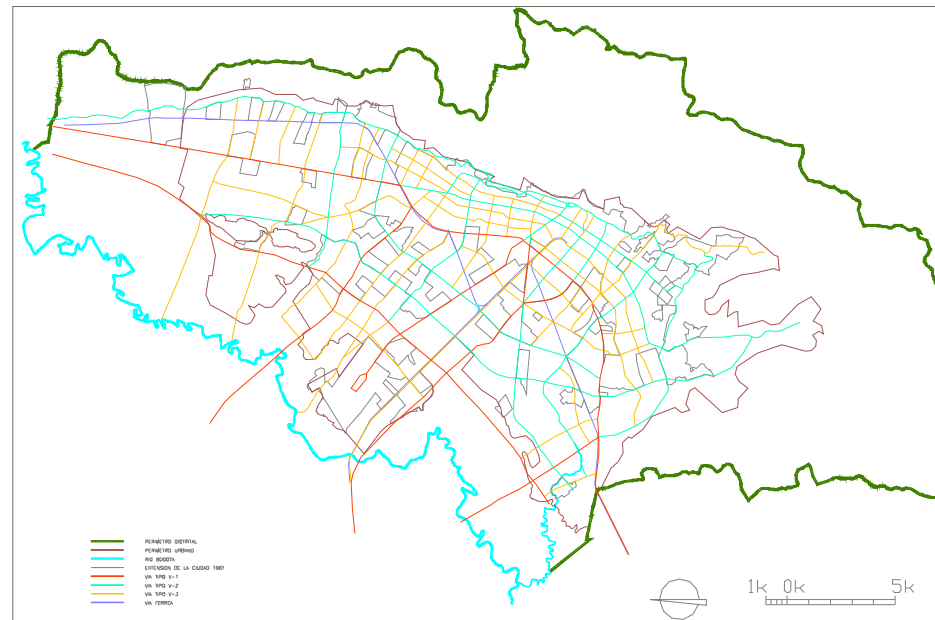 PERIMETRO DISTRITAL
PERIMETRO URBANO
RIO BOGOTA
EXTENSION DE LA CIUDAD 1961
VIA TIPO V-1
VIA TIPO V-2
VIA TIPO V-3
VIA FERREA
1k 0k 5k